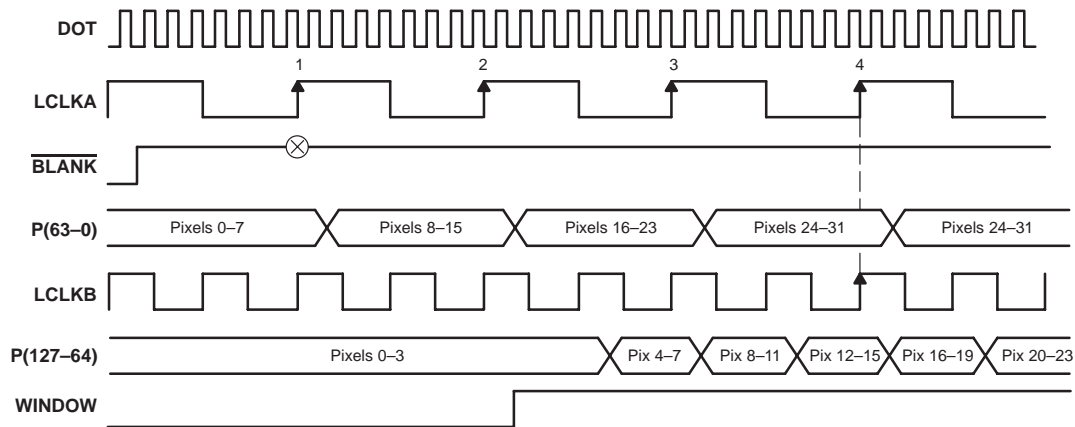 DOT
1 2 3 4
LCLKA
BLANK
P(63–0) Pixels 0–7 Pixels 8–15 Pixels 16–23 Pixels 24–31 Pixels 24–31
LCLKB
P(127–64) Pixels 0–3 Pix 4–7 Pix 8–11 Pix 12–15 Pix 16–19 Pix 20–23
WINDOW